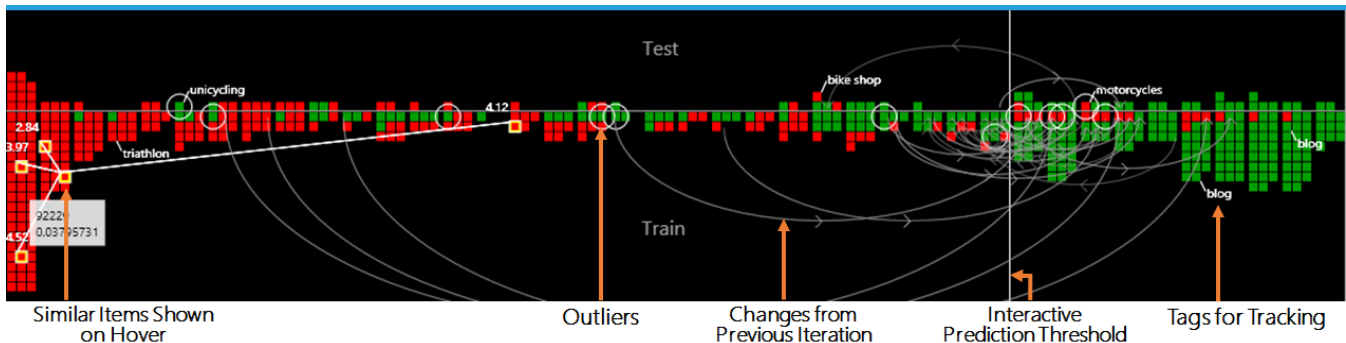 Test
bike shop
unicycling
motorcycles
4.12
2.84
3.97
triathlon
blog
blog
92229
0.03795731
4.52
Train
Similar Items Shown
on Hover
Outliers
Changes from
Previous Iteration
Interactive
Prediction Threshold
Tags for Tracking